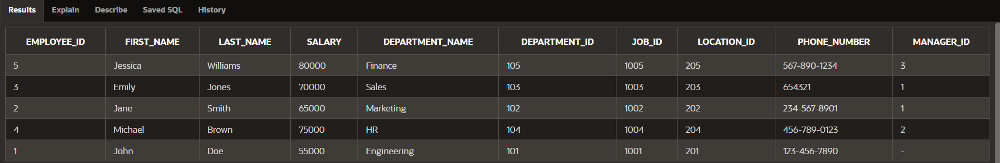 Results Explain Describe Saved SQL History
EMPLOYEE_ID FIRST_NAME LAST_NAME SALARY DEPARTMENT_NAME DEPARTMENT_ID JOB_ID LOCATION_ID PHONE_NUMBER MANAGER_ID
5 Jessica Williams 80000 Finance 105 1005 205 567-890-1234 3
3 Emily Jones 70000 Sales 103 1003 203 654321 1
2 Jane Smith 65000 Marketing 102 1002 202 234-567-8901 1
4 Michael Brown 75000 HR 104 1004 204 456-789-0123 2
1 John Doe 55000 Engineering 101 1001 201 123-456-7890 -